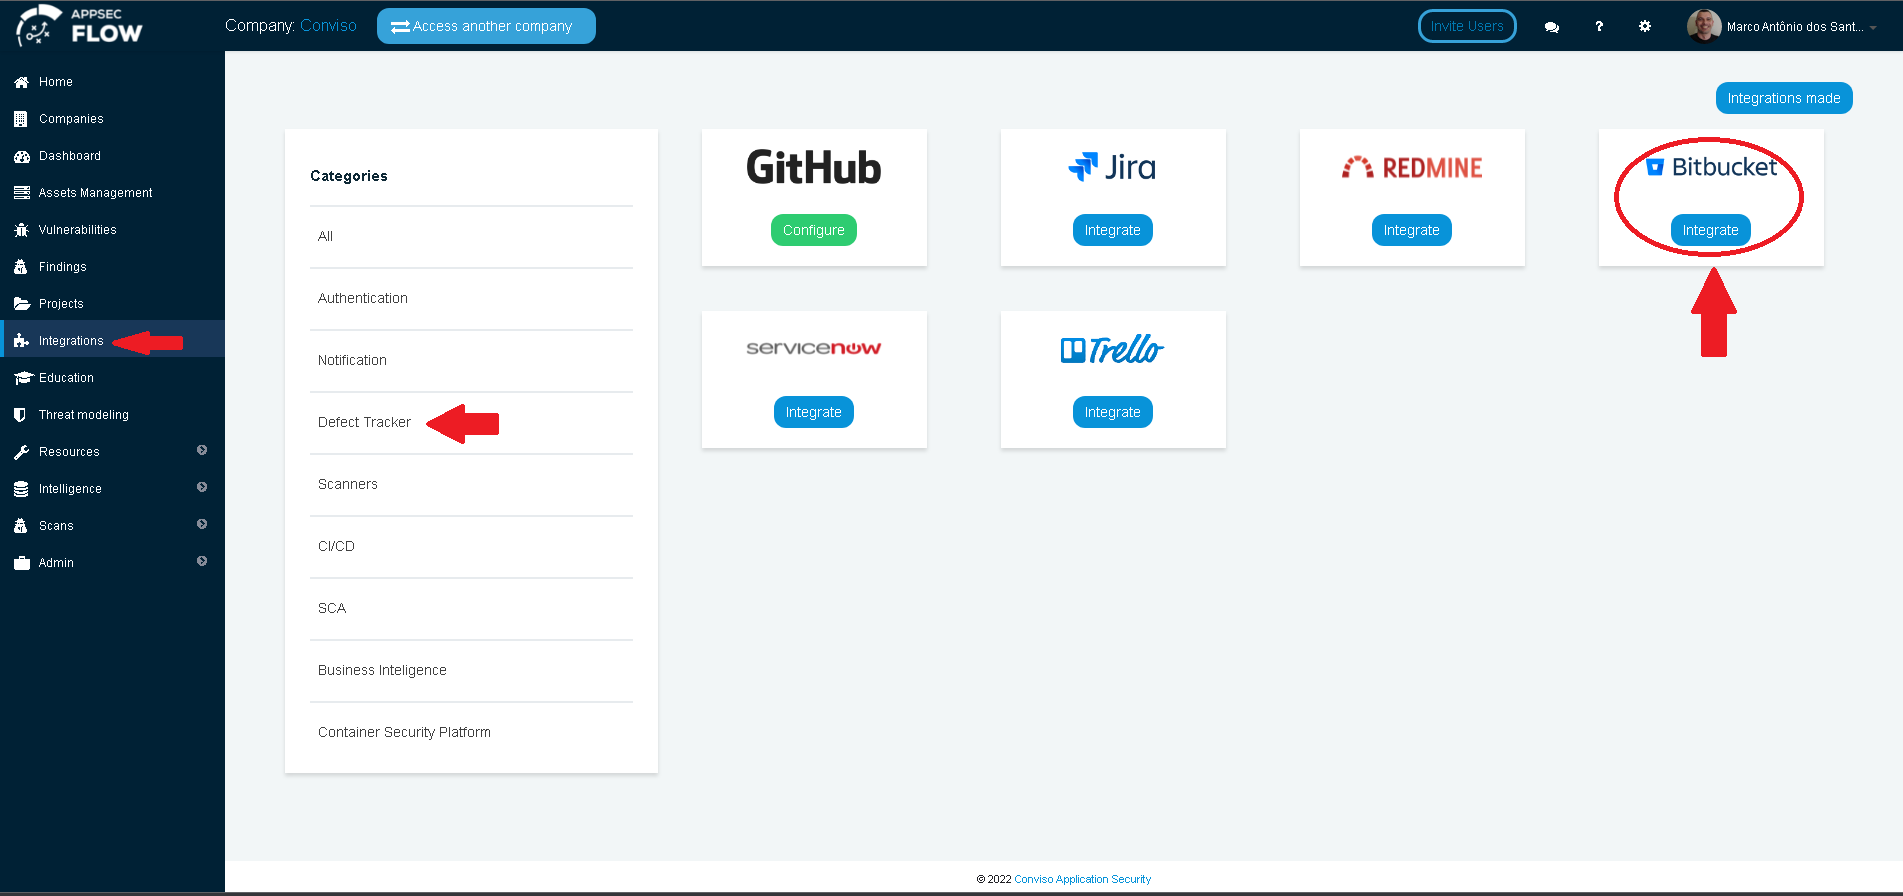 APPSEC
FLOW
Company: Conviso
Access another company
Invite Users
?
Marco Antônio dos Sant...
Home
Companies
Dashboard
Assets Management
Vulnerabilities
Findings
Projects
Integrations
Education
Threat modeling
Resources
Intelligence
Scans
Admin
Integrations made
Categories
All
Authentication
Notification
Defect Tracker
Scanners
CI/CD
SCA
Business Inteligence
Container Security Platform
GitHub
Configure
Jira
Integrate
REDMINE
Integrate
Bitbucket
Integrate
servicenow
Integrate
Trello
Integrate
© 2022 Conviso Application Security